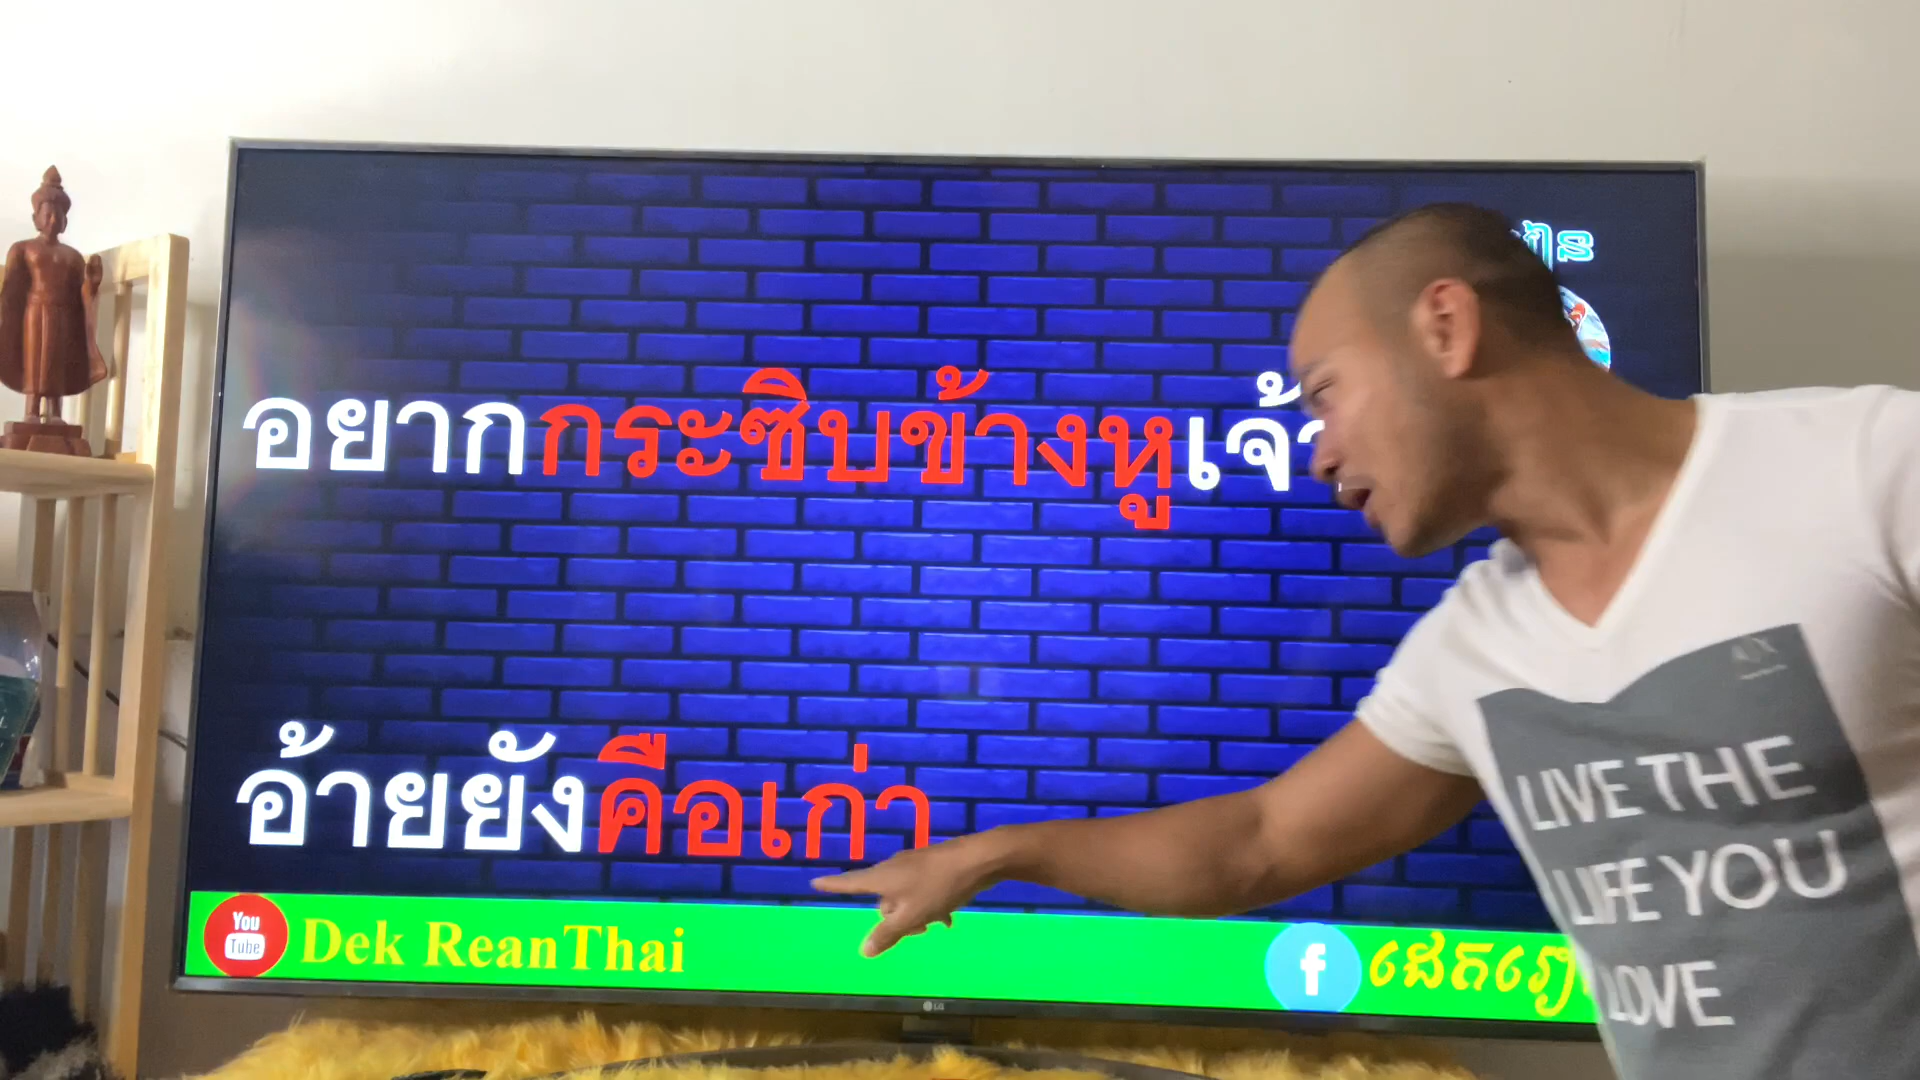 อยากกระซิบข้างหูเจ้า
อ้ายยังคือเก่า
You
Tube
Dek ReanThai
f
LG
LIVE THE
LIFE YOU
LOVE